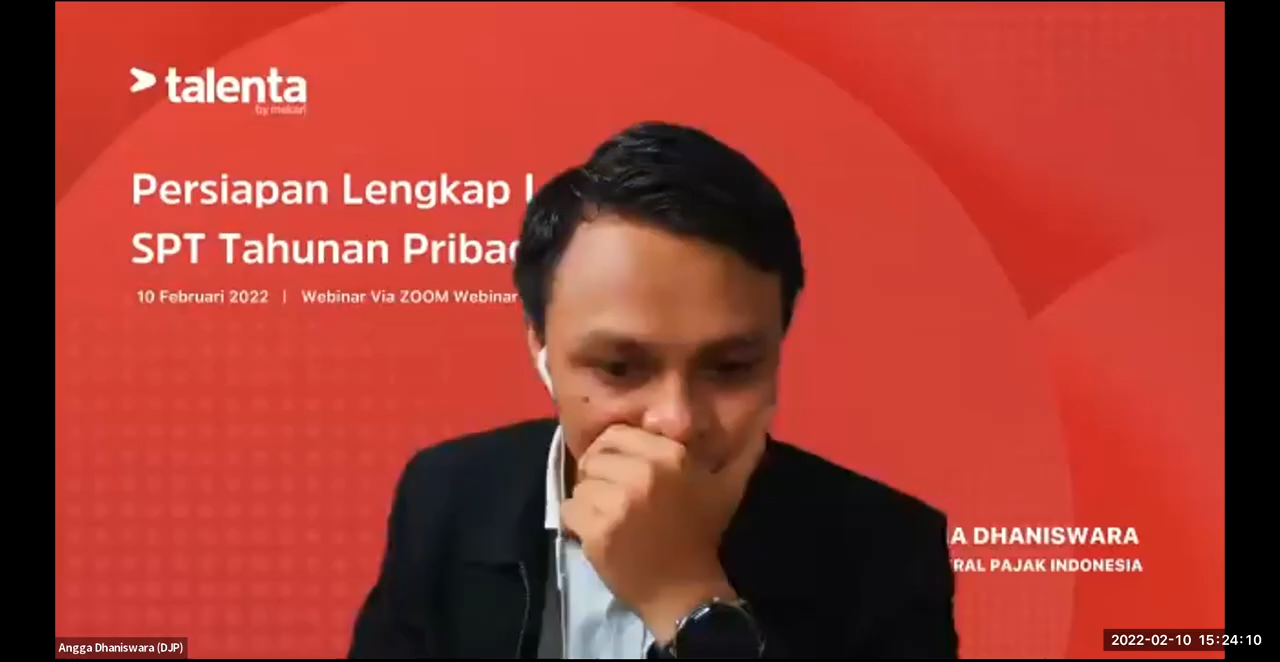 talenta
by mekari
Persiapan Lengkap
SPT Tahunan Pribad
10 Februari 2022 | Webinar Via ZOOM Webinar
A DHANISWARA
RAL PAJAK INDONESIA
Angga Dhaniswara (DJP)
2022-02-10 15:24:10